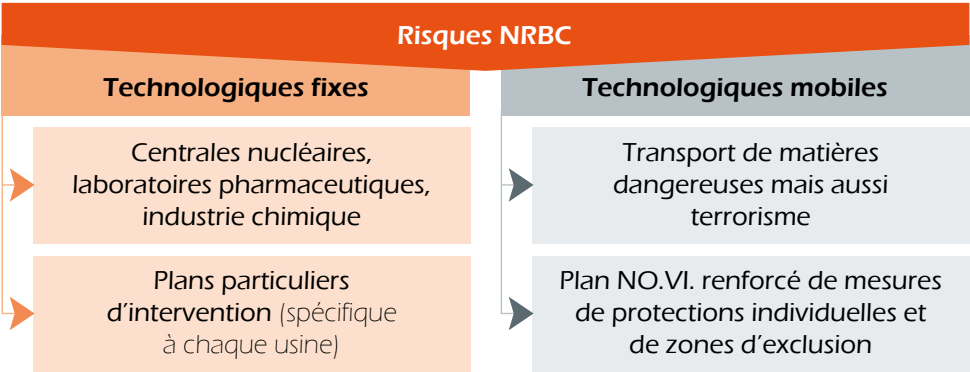 Risques NRBC
Technologiques fixes
Centrales nucléaires,
laboratoires pharmaceutiques,
industrie chimique
Plans particuliers
d'intervention (spécifique
à chaque usine)
Technologiques mobiles
Transport de matières
dangereuses mais aussi
terrorisme
Plan NO.VI. renforcé de mesures
de protections individuelles et
de zones d'exclusion